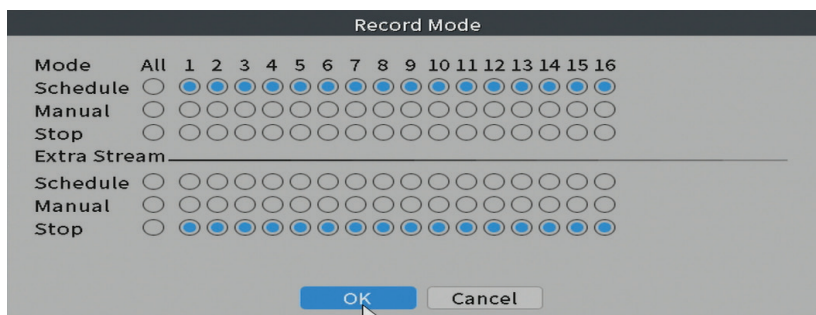 Record Mode
Mode All 1 2 3 4 5 6 7 8 9 10 11 12 13 14 15 16
Schedule
Manual
Stop
Extra Stream
Schedule
Manual
Stop
OK Cancel